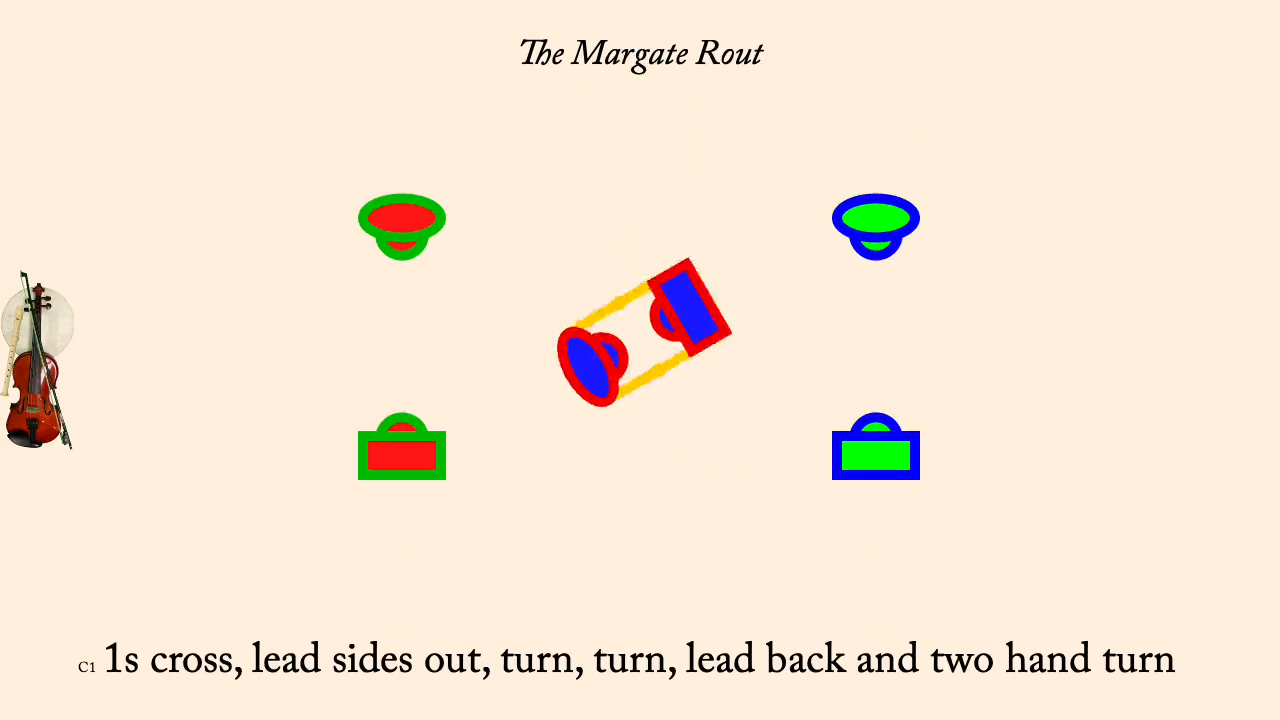 The Margate Rout
C1 1s cross, lead sides out, turn, turn, lead back and two hand turn